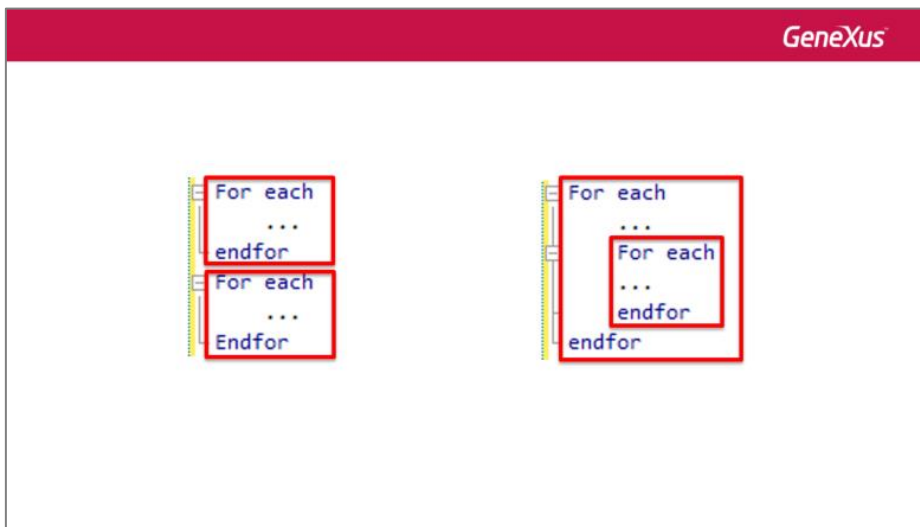 GeneXus
For each
...
endfor
For each
...
Endfor
For each
...
For each
...
endfor
endfor